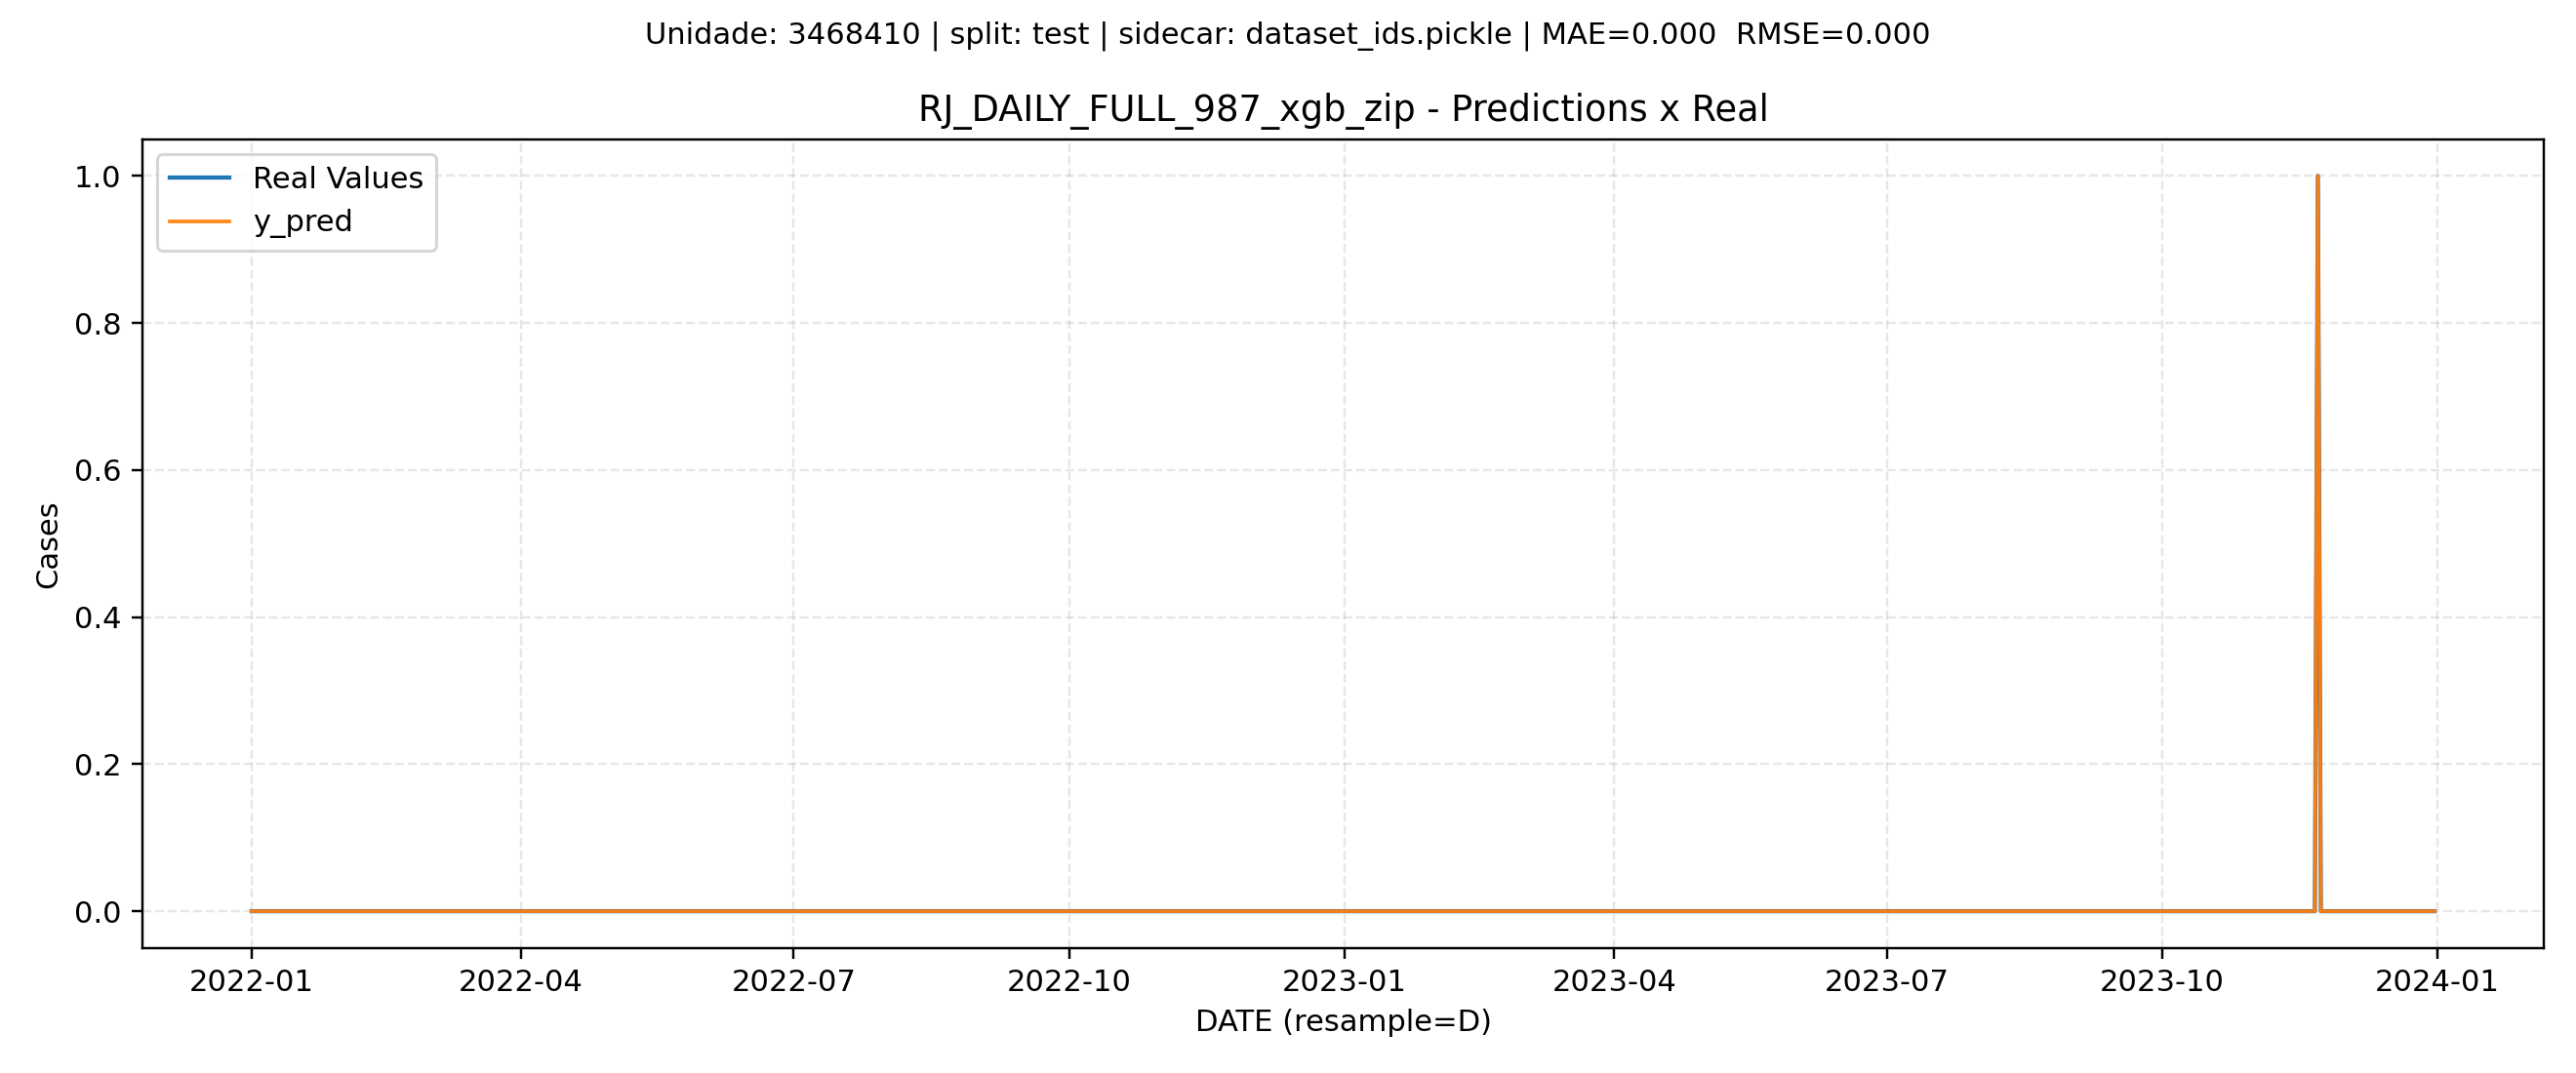 Unidade: 3468410 | split: test | sidecar: dataset_ids.pickle | MAE=0.000  RMSE=0.000
RJ_DAILY_FULL_987_xgb_zip - Predictions x Real
Real Values
y_pred
1.0
0.8
0.6
0.4
0.2
0.0
Cases
2022-01 2022-04 2022-07 2022-10 2023-01 2023-04 2023-07 2023-10 2024-01
DATE (resample=D)